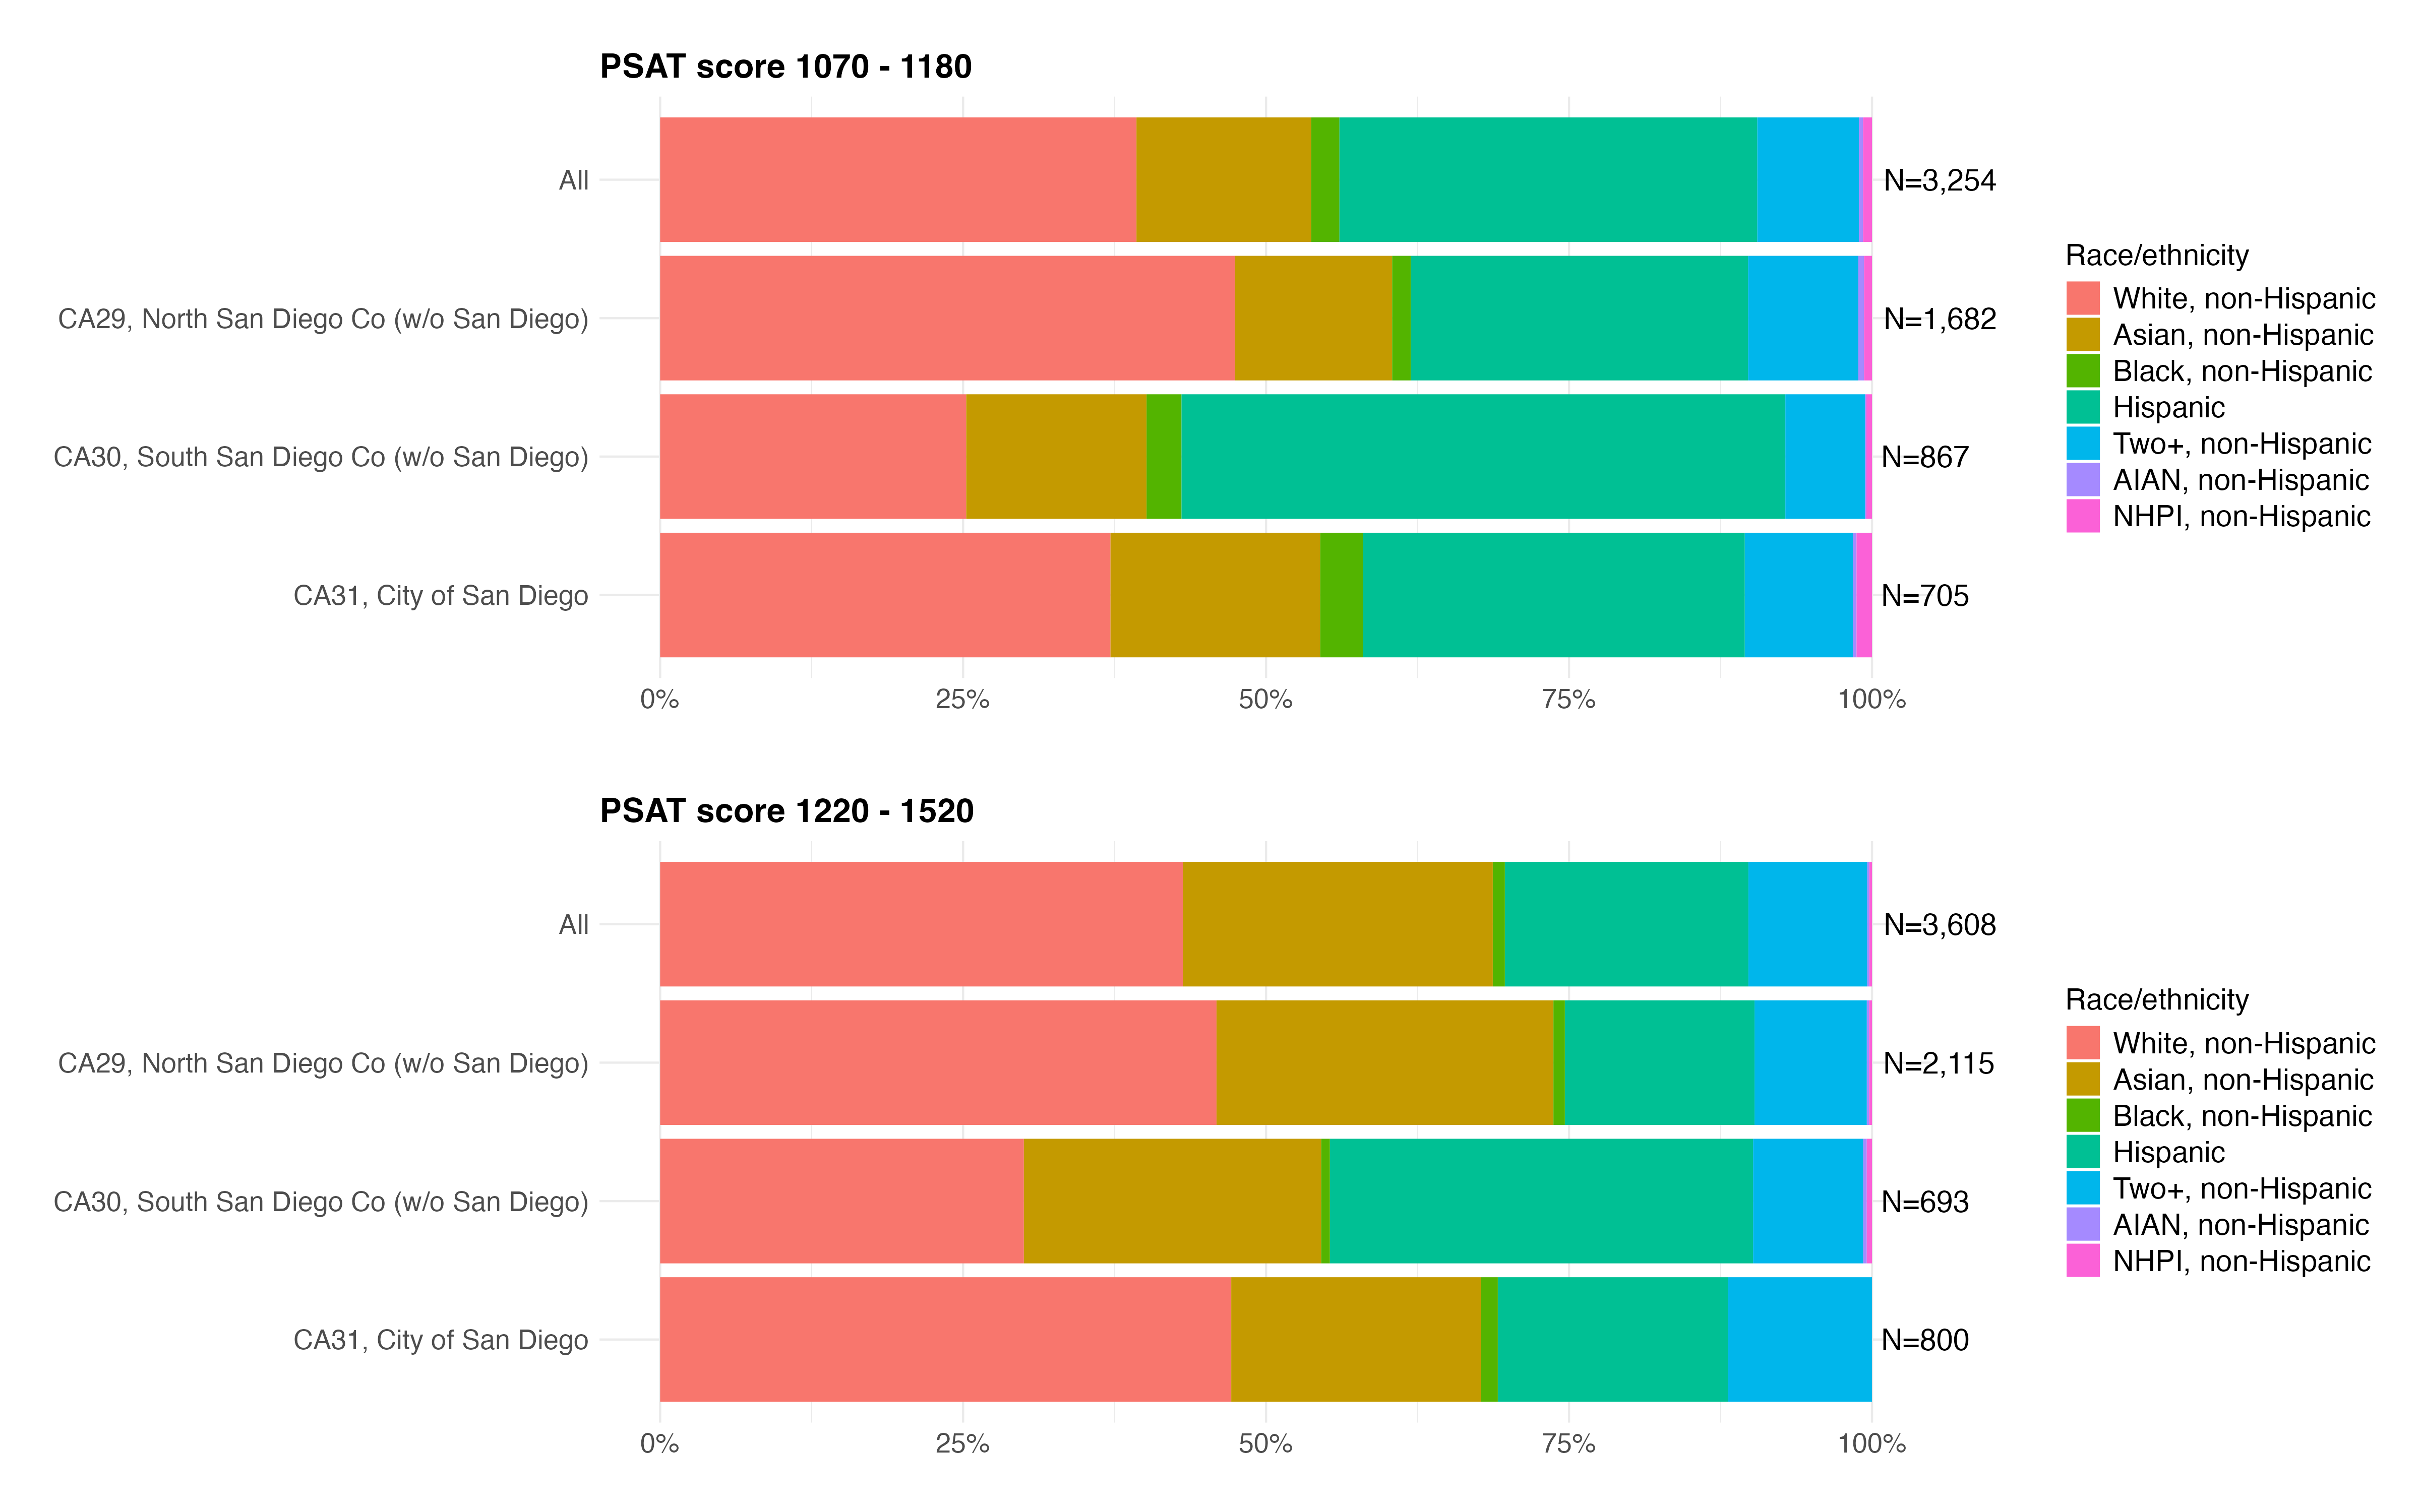 PSAT score 1070 - 1180
All
N=3,254
CA29, North San Diego Co (w/o San Diego)
N=1,682
CA30, South San Diego Co (w/o San Diego)
N=867
CA31, City of San Diego
N=705
0% 25% 50% 75% 100%
Race/ethnicity
White, non-Hispanic
Asian, non-Hispanic
Black, non-Hispanic
Hispanic
Two+, non-Hispanic
AIAN, non-Hispanic
NHPI, non-Hispanic
PSAT score 1220 - 1520
All
N=3,608
CA29, North San Diego Co (w/o San Diego)
N=2,115
CA30, South San Diego Co (w/o San Diego)
N=693
CA31, City of San Diego
N=800
0% 25% 50% 75% 100%
Race/ethnicity
White, non-Hispanic
Asian, non-Hispanic
Black, non-Hispanic
Hispanic
Two+, non-Hispanic
AIAN, non-Hispanic
NHPI, non-Hispanic